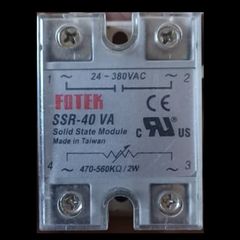 1 2
~ 24 - 380VAC ~
FOTEK
CE
SSR-40 VA
Solid State Module
Made in Taiwan
C RU US
~ ~
4 470-560KΩ/2W 3